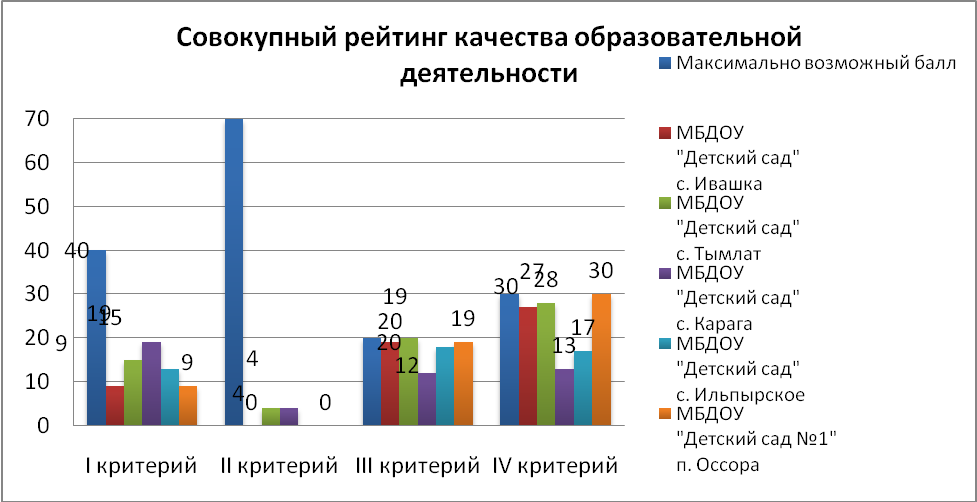 Совокупный рейтинг качества образовательной
деятельности
Максимально возможный балл
МБДОУ
"Детский сад"
с. Ивашка
МБДОУ
"Детский сад"
с. Тымлат
МБДОУ
"Детский сад"
с. Карага
МБДОУ
"Детский сад"
с. Ильпырское
МБДОУ
"Детский сад №1"
п. Оссора
70
60
50
40
30
20
10
0
40
19
15
9
9
4
4
0
0
19
20
20
12
19
30
27
28
13
17
30
I критерий II критерий III критерий IV критерий